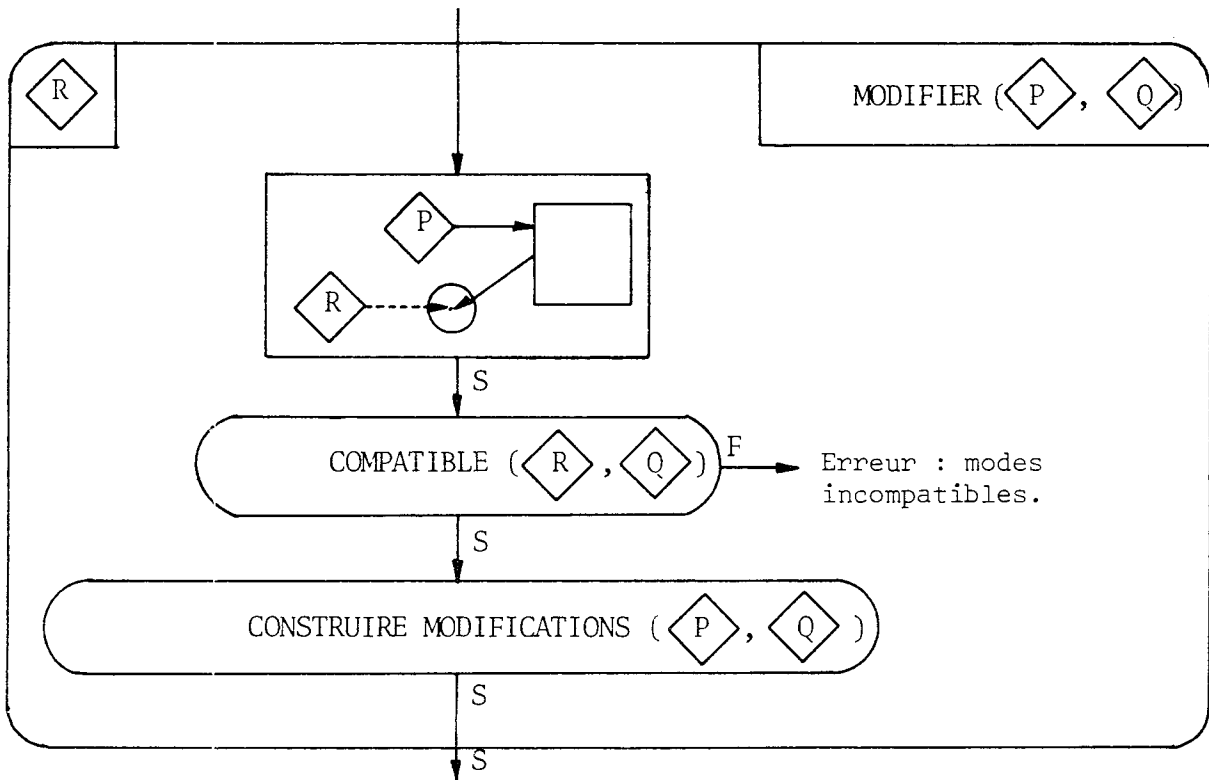 R
MODIFIER (P, Q)
P
R
S
COMPATIBLE (R, Q)
F
Erreur : modes
incompatibles.
S
CONSTRUIRE MODIFICATIONS (P, Q)
S
S